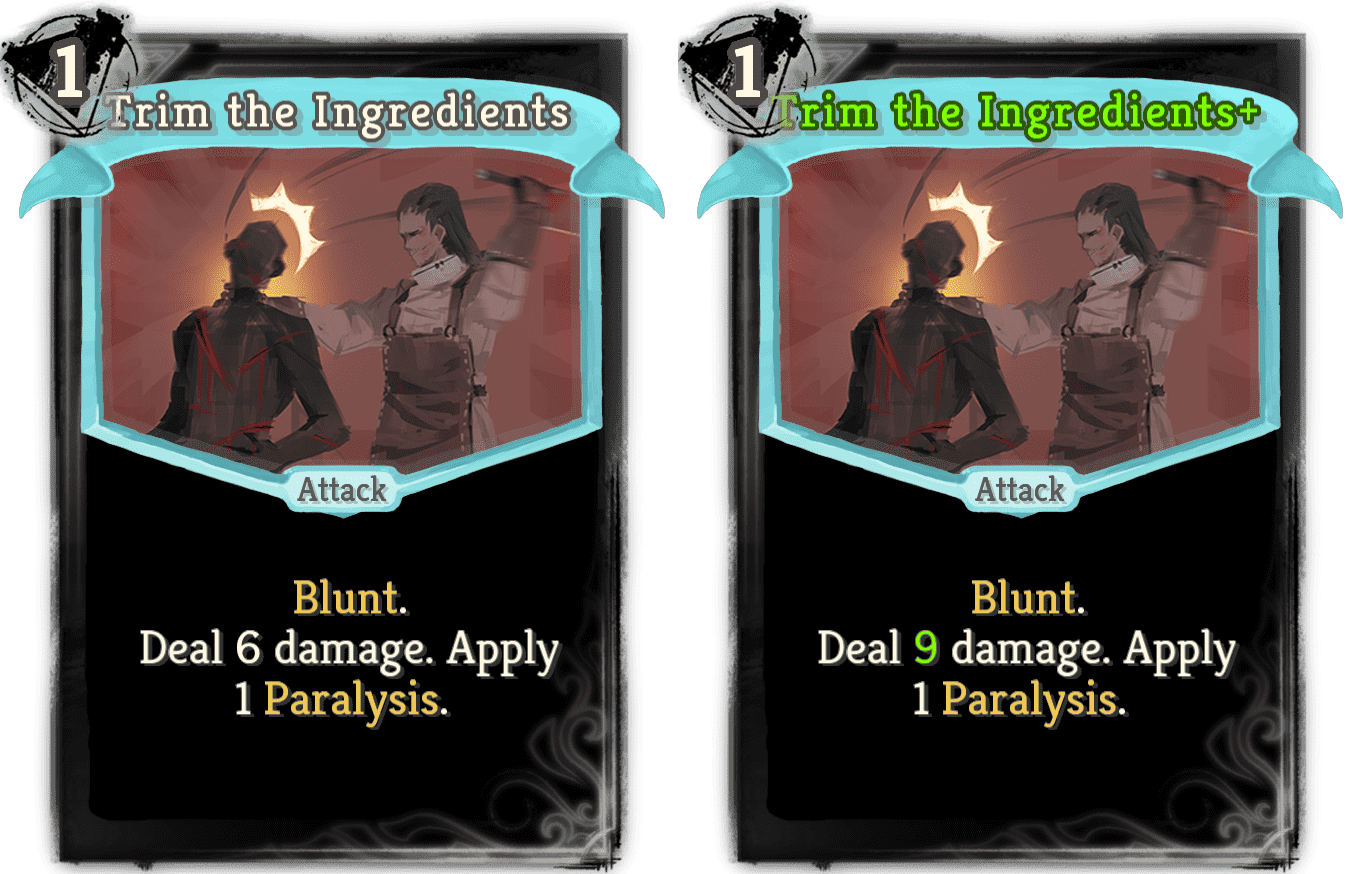 1
Trim the Ingredients
Attack
Blunt.
Deal 6 damage. Apply
1 Paralysis.
1
Trim the Ingredients+
Attack
Blunt.
Deal 9 damage. Apply
1 Paralysis.